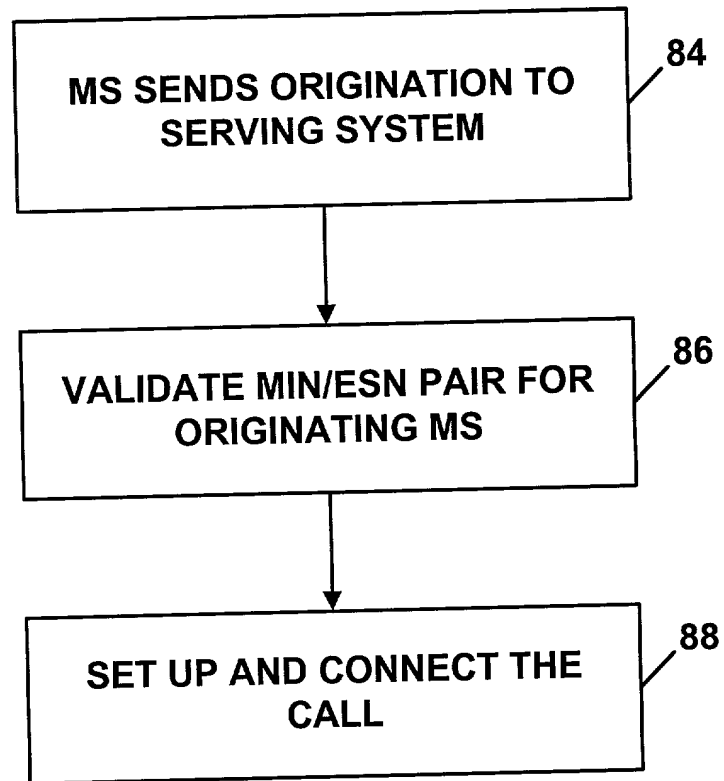 MS SENDS ORIGINATION TO
SERVING SYSTEM
84
VALIDATE MIN/ESN PAIR FOR
ORIGINATING MS
86
SET UP AND CONNECT THE
CALL
88